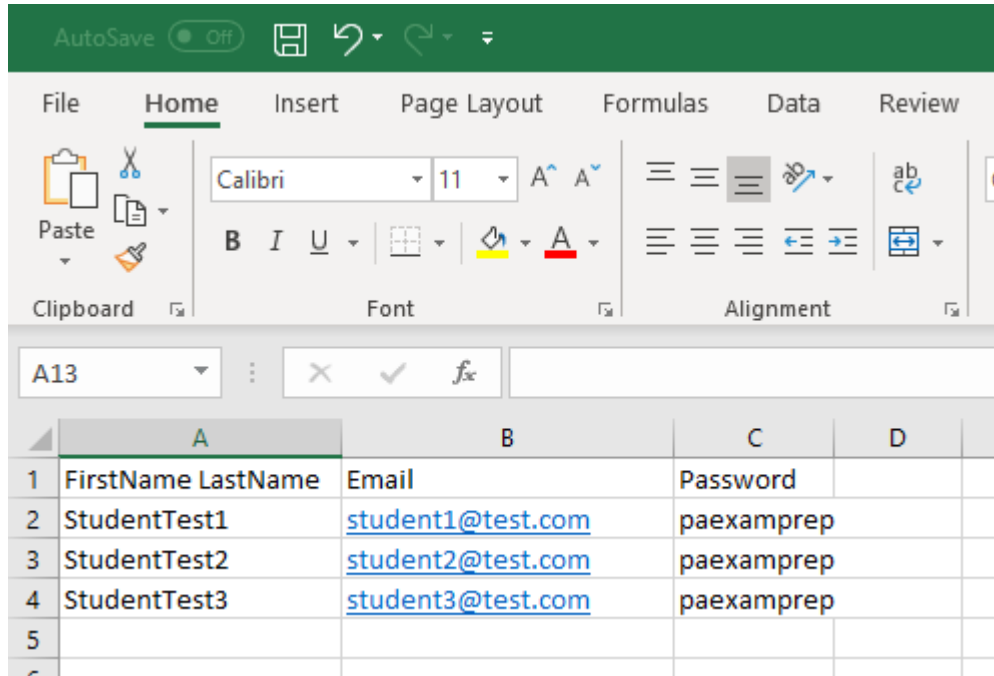 AutoSave Off
File Home Insert Page Layout Formulas Data Review
Calibri 11 A A ab
Paste B I U A c
Clipboard Font Alignment
A13 fx
A B C D
1 FirstName LastName Email Password
2 StudentTest1 student1@test.com paexamprep
3 StudentTest2 student2@test.com paexamprep
4 StudentTest3 student3@test.com paexamprep
5